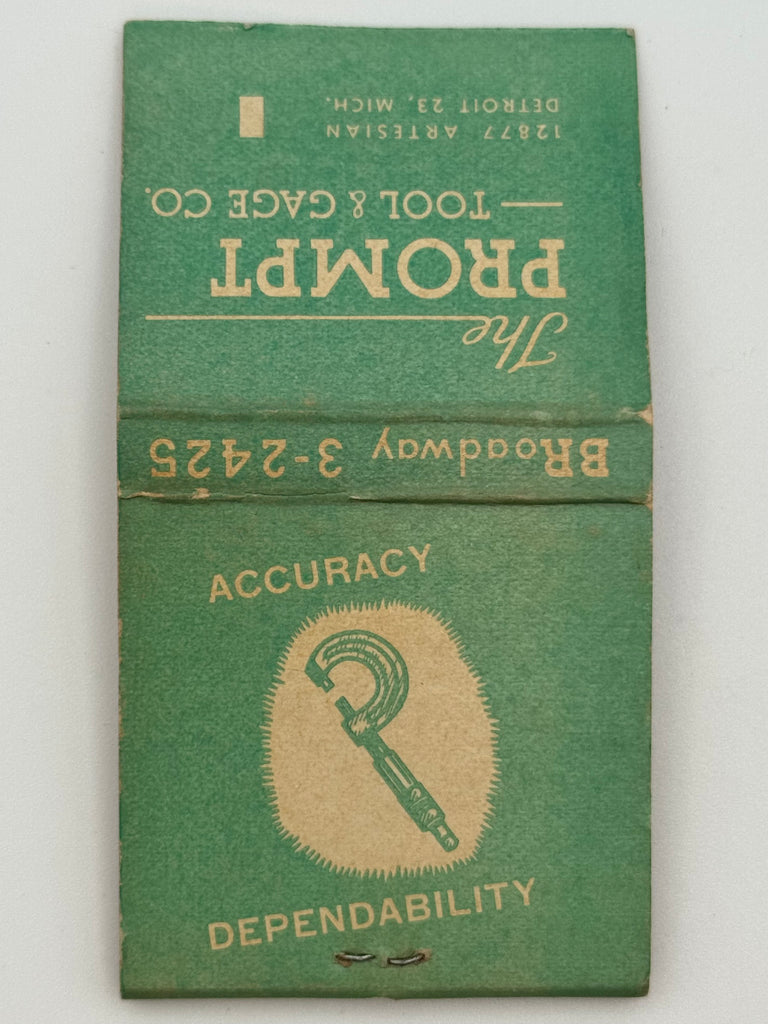 The
PROMPT
— TOOL & GAGE CO.
12877 ARTESIAN
DETROIT 23, MICH.
BRoadway 3-2425
ACCURACY
DEPENDABILITY